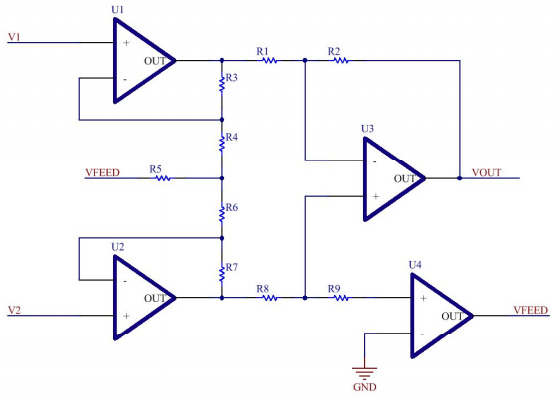 U1
V1
+
-
OUT
R1
R2
R3
R4
VFEED
R5
R6
R7
U3
-
+
OUT
VOUT
U2
-
+
OUT
V2
R8
R9
U4
+
-
OUT
VFEED
GND